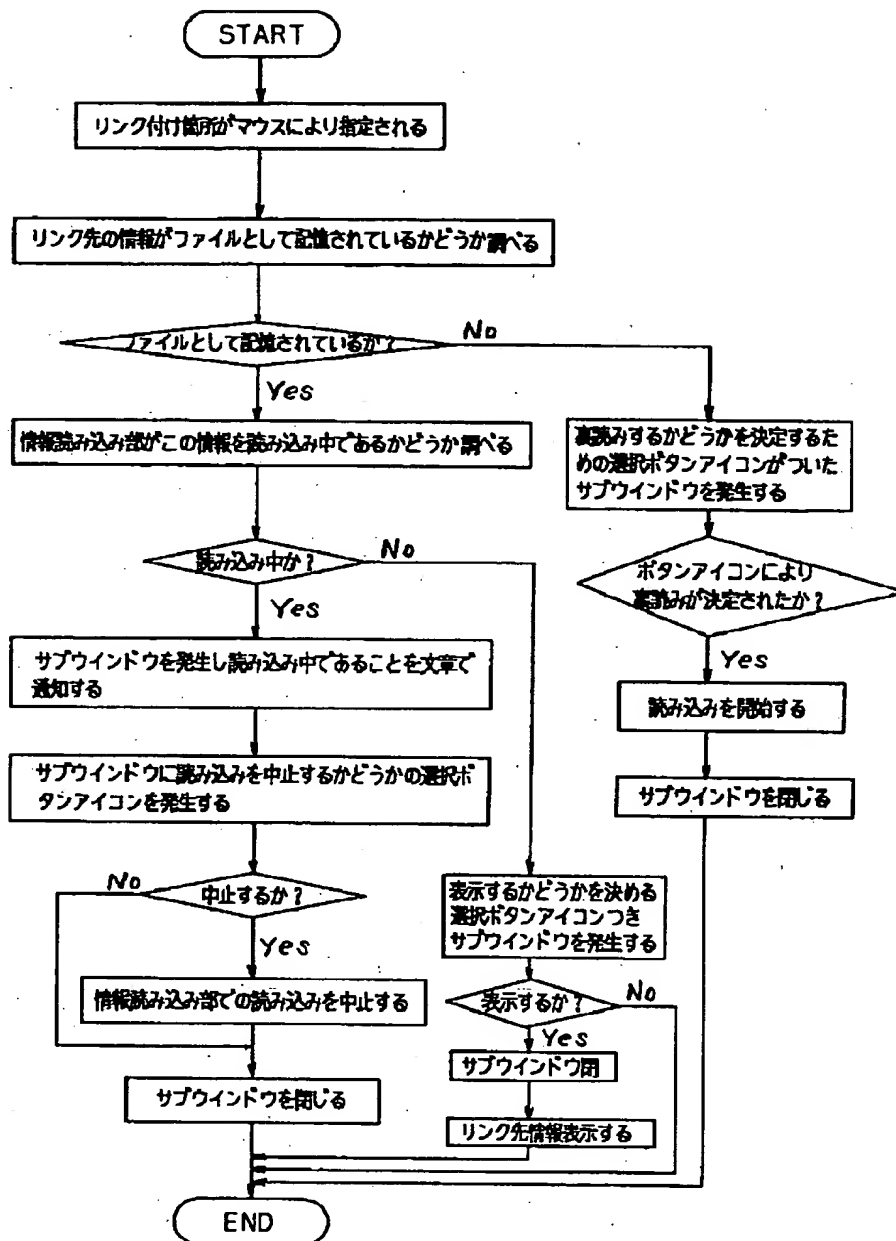 START
リンク付け箇所がマウスにより指定される
リンク先の情報がファイルとして記憶されているかどうか調べる
ファイルとして記憶されているか?
No
Yes
情報読み込み部がこの情報を読み込み中であるかどうか調べる
裏読みするかどうかを決定するた
めの選択ボタンアイコンがついた
サブウインドウを発生する
読み込み中か?
No
Yes
ボタンアイコンにより
裏読みが決定されたか?
Yes
サブウインドウを発生し読み込み中であることを文章で
通知する
読み込みを開始する
サブウインドウに読み込みを中止するかどうかの選択ボ
タンアイコンを発生する
サブウインドウを閉じる
No
中止するか?
Yes
表示するかどうかを決める
選択ボタンアイコンつき
サブウインドウを発生する
情報読み込み部での読み込みを中止する
表示するか?
No
Yes
サブウインドウ閉
サブウインドウを閉じる
リンク先情報表示する
END